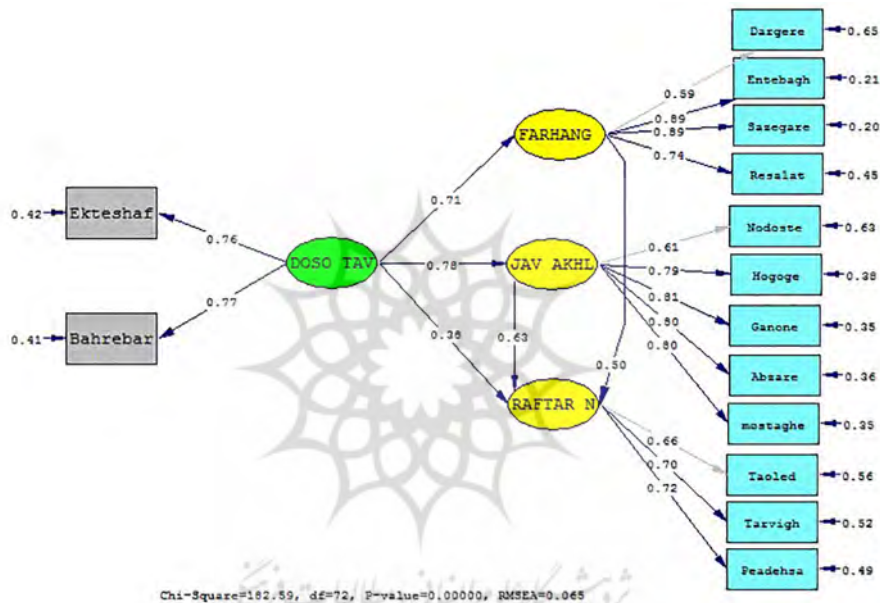 Dargere
0.65
Entebagh
0.21
0.59
0.89
FARHANG
0.89
Sazegare
0.20
0.74
Resalat
0.45
0.42
Ekteshaf
0.76
0.71
Nodoste
0.63
0.61
DOSO TAV
0.78
JAV AKHL
0.79
Hogoge
0.38
0.77
0.81
Ganone
0.35
0.41
Bahrebar
0.38
0.63
0.80
0.80
0.50
Abzare
0.36
RAFTAR N
mostaghe
0.35
0.66
Taoled
0.56
0.70
0.72
Tarvigh
0.52
Peadehsa
0.49
Chi-Square=182.59, df=72, P-value=0.00000, RMSEA=0.065